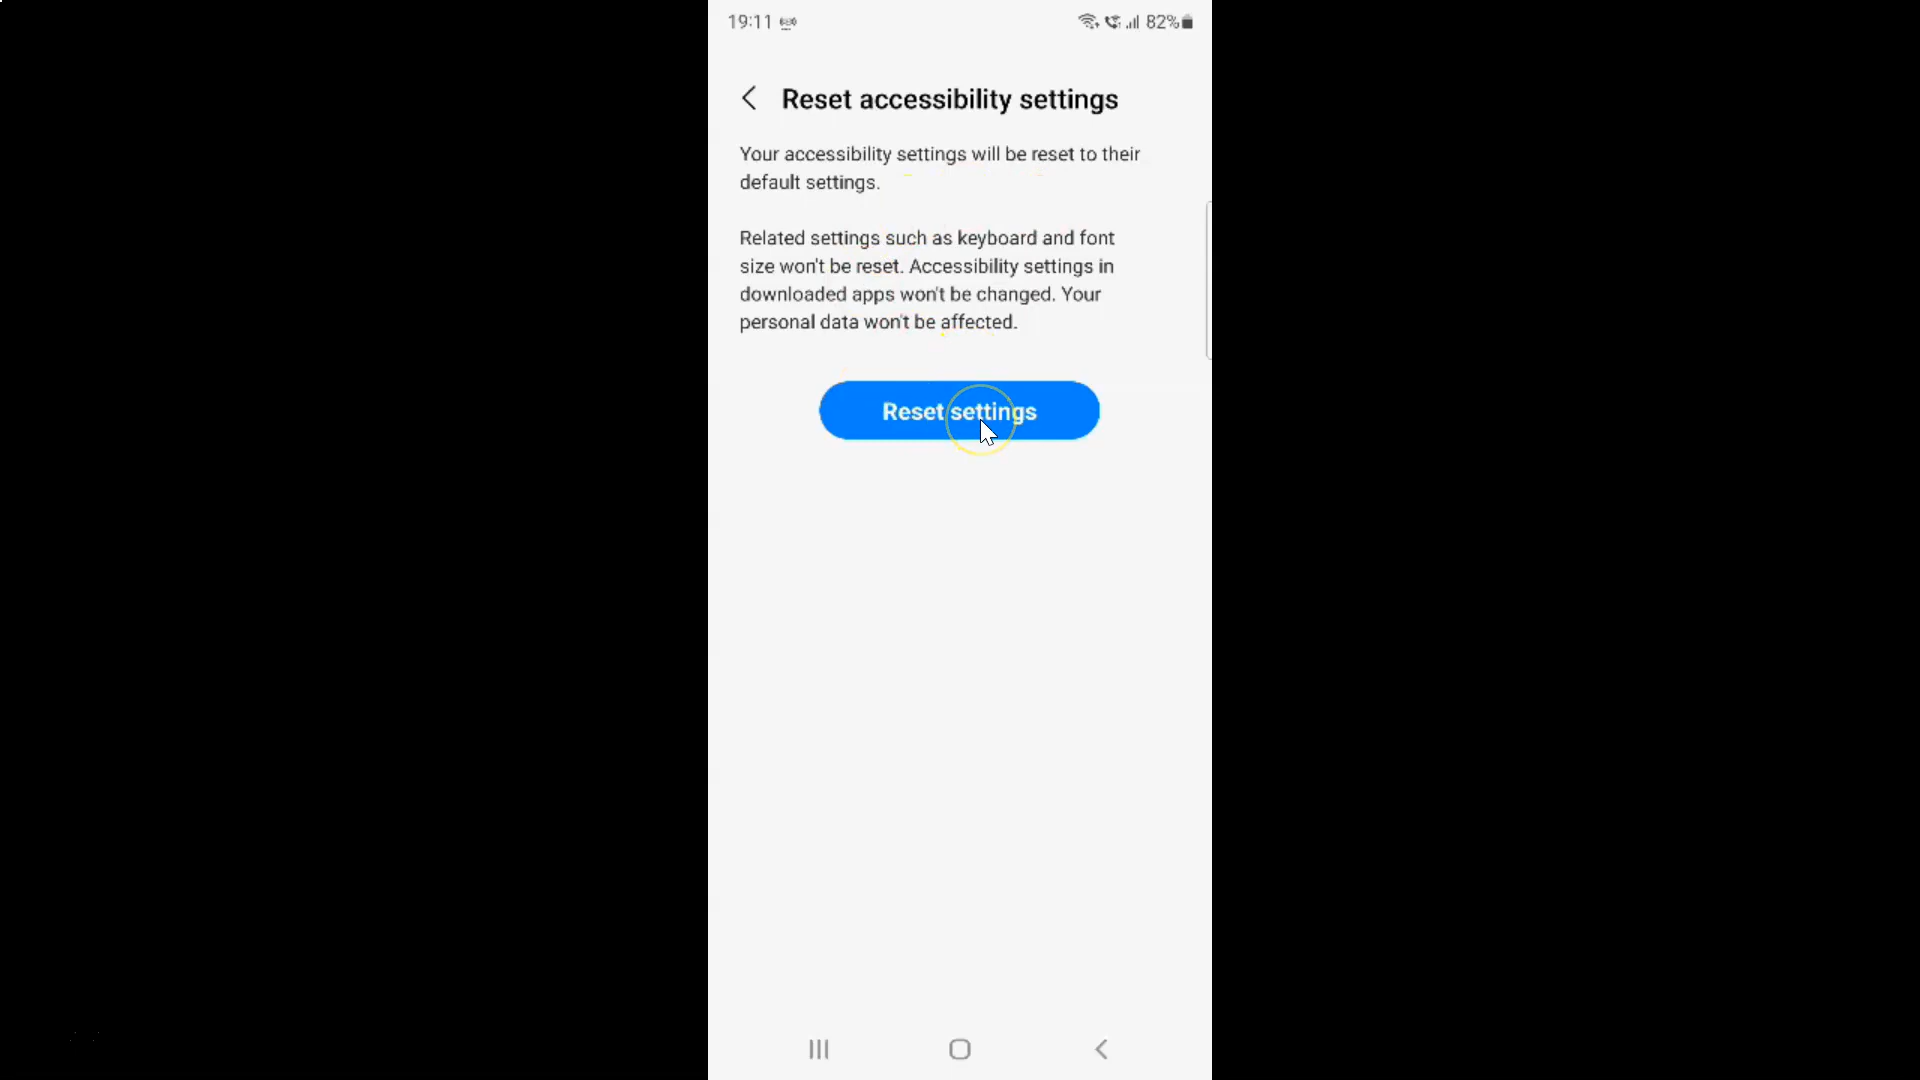 19:11 82%
Reset accessibility settings
Your accessibility settings will be reset to their
default settings.
Related settings such as keyboard and font
size won't be reset. Accessibility settings in
downloaded apps won't be changed. Your
personal data won't be affected.
Reset settings